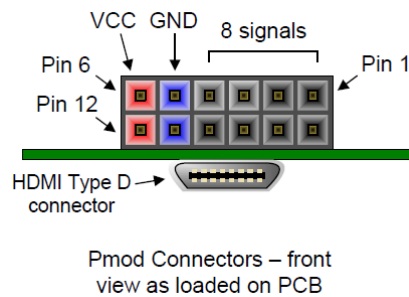 VCC GND
8 signals
Pin 6
Pin 1
Pin 12
HDMI Type D
connector
Pmod Connectors – front
view as loaded on PCB